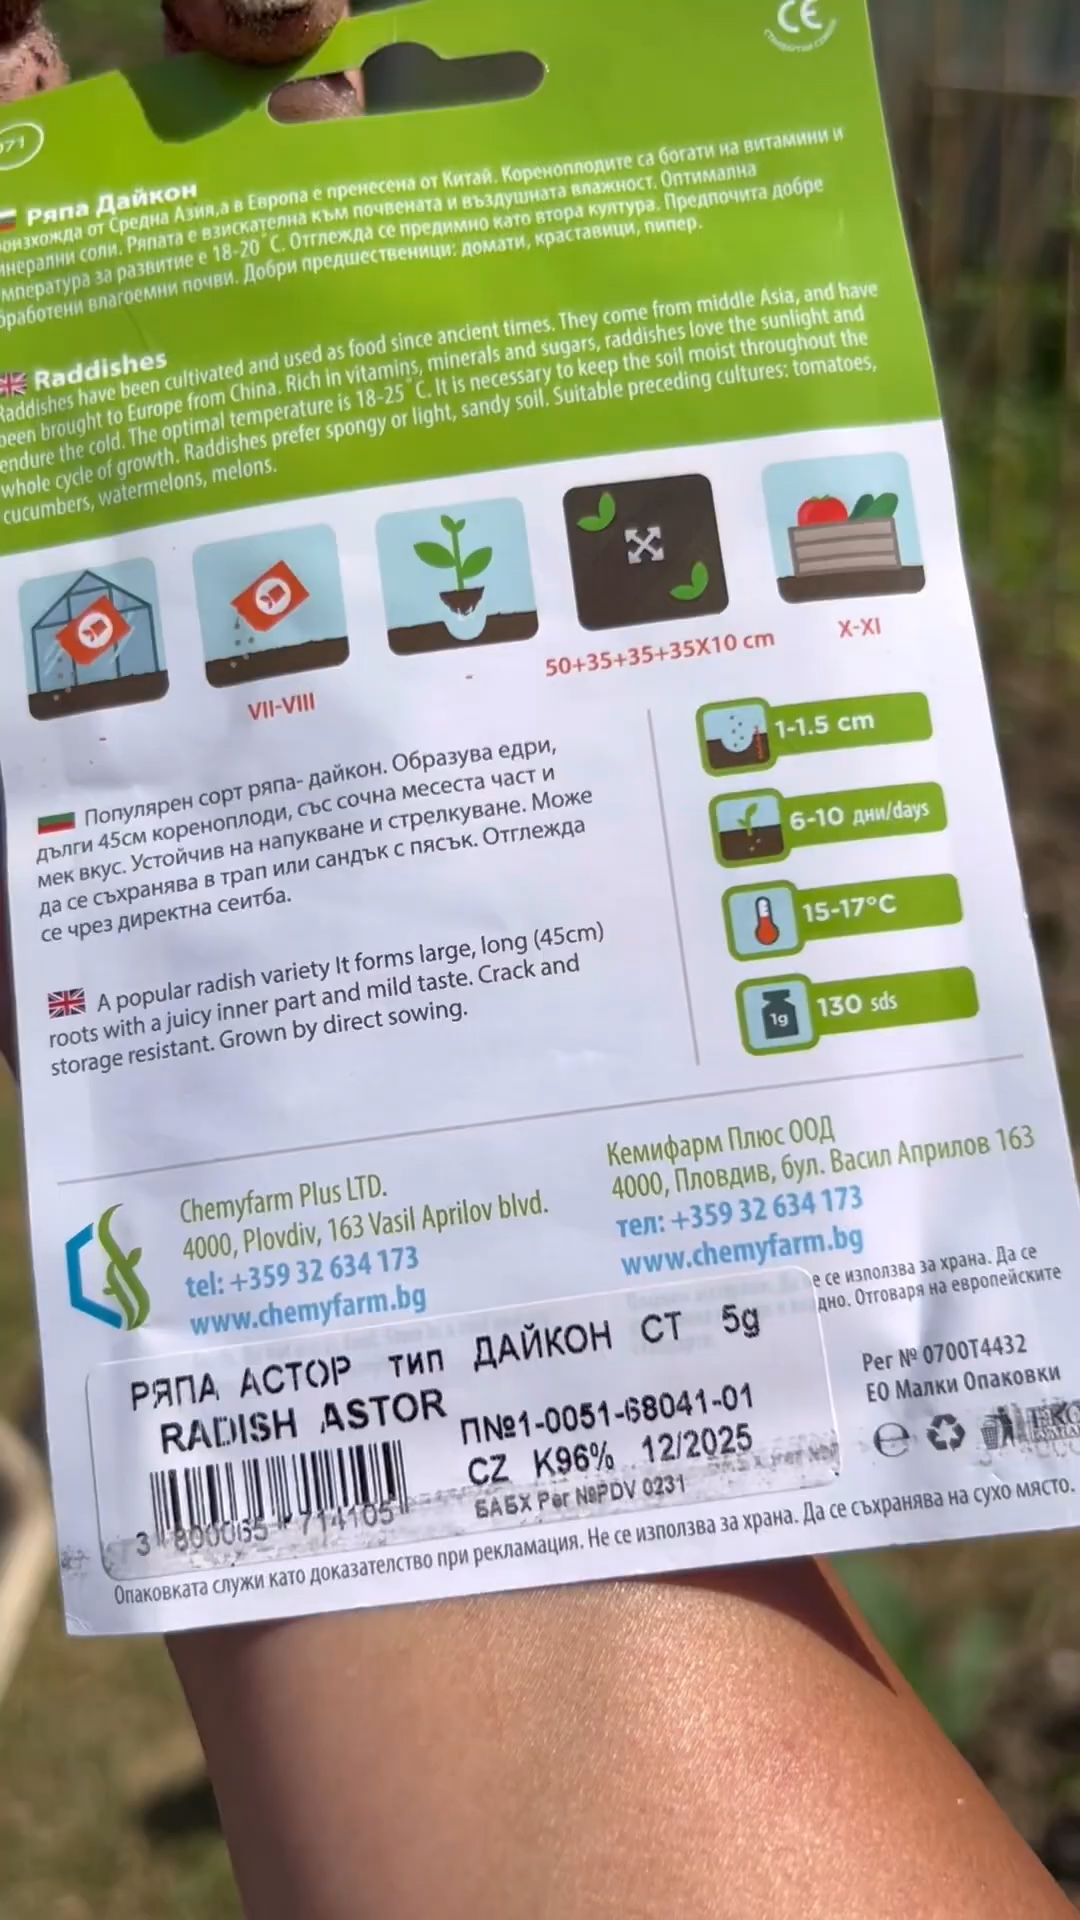 CE
071
Ряпа Дайкон
оизхожда от Средна Азия,а в Европа е пренесена от Китай. Кореноплодите са богати на витамини и
инерални соли. Ряпата е взискателна към почвената и въздушната влажност. Оптимална
мпература за развитие е 18-20˚С. Отглежда се предимно като втора култура. Предпочита добре
бработени влагоемни почви. Добри предшественици: домати, краставици, пипер.
Raddishes
Raddishes have been cultivated and used as food since ancient times. They come from middle Asia, and have
been brought to Europe from China. Rich in vitamins, minerals and sugars, raddishes love the sunlight and
endure the cold. The optimal temperature is 18-25˚C. It is necessary to keep the soil moist throughout the
whole cycle of growth. Raddishes prefer spongy or light, sandy soil. Suitable preceding cultures: tomatoes,
cucumbers, watermelons, melons.
- VII-VIII - 50+35+35+35X10 cm X-XI
1-1.5 cm
6-10 дни/days
15-17°C
1g 130 sds
Популярен сорт ряпа- дайкон. Образува едри,
дълги 45см кореноплоди, със сочна месеста част и
мек вкус. Устойчив на напукване и стрелкуване. Може
да се съхранява в трап или сандък с пясък. Отглежда
се чрез директна сеитба.
A popular radish variety It forms large, long (45cm)
roots with a juicy inner part and mild taste. Crack and
storage resistant. Grown by direct sowing.
Chemyfarm Plus LTD.
4000, Plovdiv, 163 Vasil Aprilov blvd.
tel: +359 32 634 173
www.chemyfarm.bg
Кемифарм Плюс ООД
4000, Пловдив, бул. Васил Априлов 163
тел: +359 32 634 173
www.chemyfarm.bg
е се използва за храна. Да се
дно. Отговаря на европейските
РЯПА АСТОР тип ДАЙКОН СТ 5g
RADISH ASTOR
П№1-0051-68041-01
CZ K96% 12/2025
БАБХ Рег №PDV 0231
3 800065 714105
Рег № 0700Т4432
ЕО Малки Опаковки
Опаковката служи като доказателство при рекламация. Не се използва за храна. Да се съхранява на сухо място.